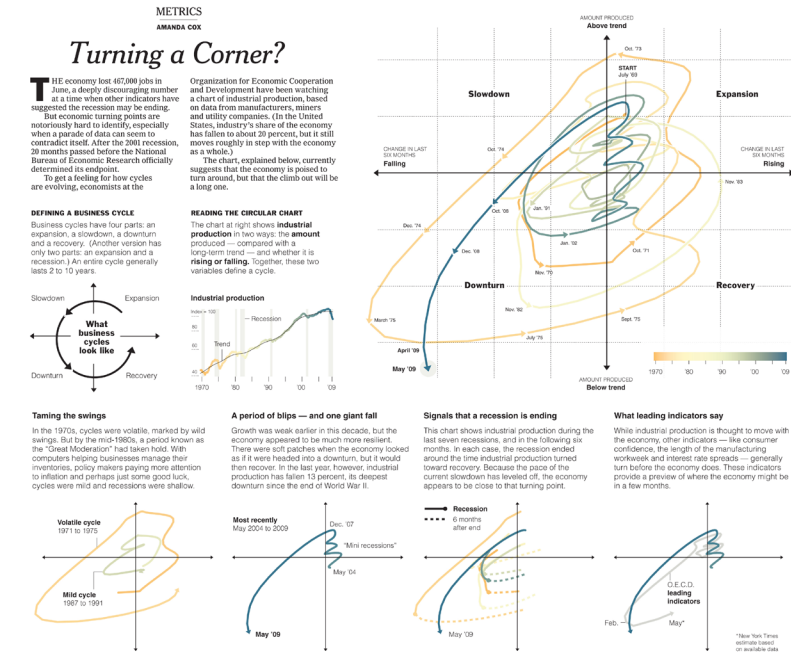 METRICS
AMANDA COX
Turning a Corner?
THE economy lost 467,000 jobs in
June, a deeply discouraging number
at a time when other indicators have
suggested the recession may be ending.
But economic turning points are
notoriously hard to identify, especially
when a parade of data can seem to
contradict itself. After the 2001 recession,
20 months passed before the National
Bureau of Economic Research officially
determined its endpoint.
To get a feeling for how cycles
are evolving, economists at the
Organization for Economic Cooperation
and Development have been watching
a chart of industrial production, based
on data from manufacturers, miners
and utility companies. (In the United
States, industry's share of the economy
has fallen to about 20 percent, but it still
moves roughly in step with the economy
as a whole.)
The chart, explained below, currently
suggests that the economy is poised to
turn around, but that the climb out will be
a long one.
DEFINING A BUSINESS CYCLE
Business cycles have four parts: an
expansion, a slowdown, a downturn
and a recovery. (Another version has
only two parts: an expansion and a
recession.) An entire cycle generally
lasts 2 to 10 years.
Slowdown
Expansion
What
business
cycles
look like
Downturn
Recovery
READING THE CIRCULAR CHART
The chart at right shows industrial
production in two ways: the amount
produced — compared with a
long-term trend — and whether it is
rising or falling. Together, these two
variables define a cycle.
Industrial production
Index = 100
Recession
80
Trend
60
40
1970
'80
'90
'00
'09
AMOUNT PRODUCED
Above trend
Oct. '73
START
July '69
Slowdown
Expansion
Oct. '74
CHANGE IN LAST
SIX MONTHS
Falling
CHANGE IN LAST
SIX MONTHS
Rising
Nov. '83
Oct. '08
Jan. '91
Dec. '74
Jan. '02
Dec. '08
Oct. '71
Nov. '70
Downturn
Recovery
Nov. '82
March '75
Sept. '75
July '75
April '09
May '09
1970
'80
'90
'00
'09
AMOUNT PRODUCED
Below trend
Taming the swings
In the 1970s, cycles were volatile, marked by wild
swings. But by the mid-1980s, a period known as
the "Great Moderation" had taken hold. With
computers helping businesses manage their
inventories, policy makers paying more attention
to inflation and perhaps just some good luck,
cycles were mild and recessions were shallow.
Volatile cycle
1971 to 1975
Mild cycle
1987 to 1991
A period of blips — and one giant fall
Growth was weak earlier in this decade, but the
economy appeared to be much more resilient.
There were soft patches when the economy looked
as if it were headed into a downturn, but it would
then recover. In the last year, however, industrial
production has fallen 13 percent, its deepest
downturn since the end of World War II.
Most recently
May 2004 to 2009
Dec. '07
"Mini recessions"
May '04
May '09
Signals that a recession is ending
This chart shows industrial production during the
last seven recessions, and in the following six
months. In each case, the recession ended
around the time industrial production turned
toward recovery. Because the pace of the
current slowdown has leveled off, the economy
appears to be close to that turning point.
Recession
6 months
after end
May '09
What leading indicators say
While industrial production is thought to move with
the economy, other indicators — like consumer
confidence, the length of the manufacturing
workweek and interest rate spreads — generally
turn before the economy does. These indicators
provide a preview of where the economy might be
in a few months.
O.E.C.D.
leading
indicators
Feb.
May*
*New York Times
estimate based
on available data